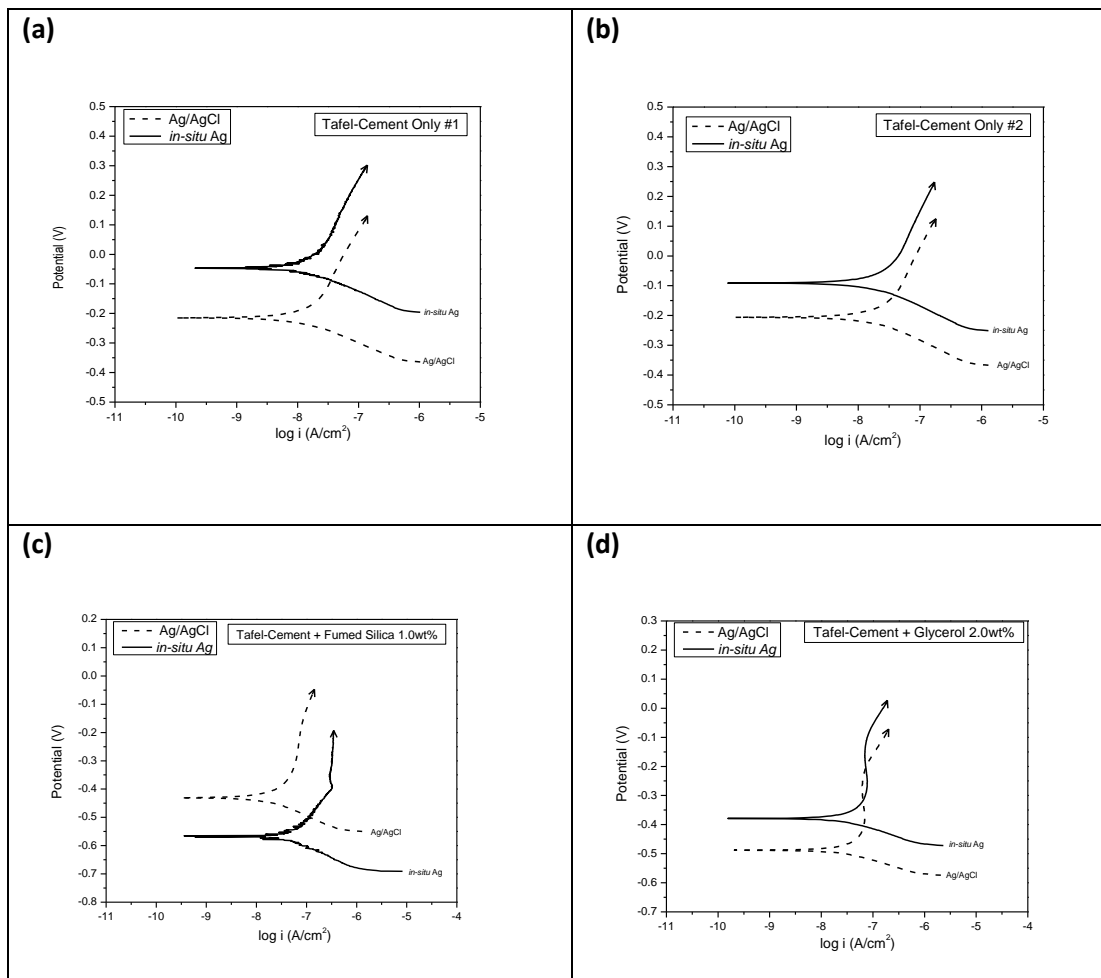 (a)
Ag/AgCl
in-situ Ag
Tafel-Cement Only #1
0.5
0.4
0.3
0.2
0.1
0.0
-0.1
-0.2
-0.3
-0.4
-0.5
Potential (V)
in-situ Ag
Ag/AgCl
-11 -10 -9 -8 -7 -6 -5
log i (A/cm²)
(b)
Ag/AgCl
in-situ Ag
Tafel-Cement Only #2
0.5
0.4
0.3
0.2
0.1
0.0
-0.1
-0.2
-0.3
-0.4
-0.5
Potential (V)
in-situ Ag
Ag/AgCl
-11 -10 -9 -8 -7 -6 -5
log i (A/cm²)
(c)
Ag/AgCl
in-situ Ag
Tafel-Cement + Fumed Silica 1.0wt%
0.2
0.1
0.0
-0.1
-0.2
-0.3
-0.4
-0.5
-0.6
-0.7
-0.8
Potential (V)
Ag/AgCl
in-situ Ag
-11 -10 -9 -8 -7 -6 -5 -4
log i (A/cm²)
(d)
Ag/AgCl
in-situ Ag
Tafel-Cement + Glycerol 2.0wt%
0.3
0.2
0.1
0.0
-0.1
-0.2
-0.3
-0.4
-0.5
-0.6
-0.7
Potential (V)
in-situ Ag
Ag/AgCl
-11 -10 -9 -8 -7 -6 -5 -4
log i (A/cm²)